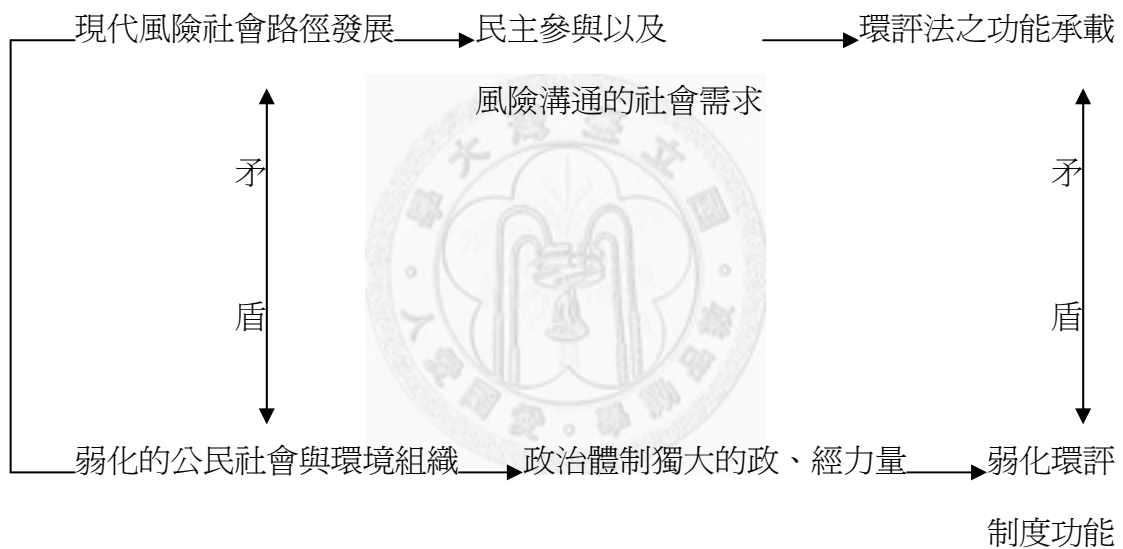 現代風險社會路徑發展 民主參與以及 環評法之功能承載
風險溝通的社會需求
矛 矛
盾 盾
弱化的公民社會與環境組織 政治體制獨大的政、經力量 弱化環評
制度功能